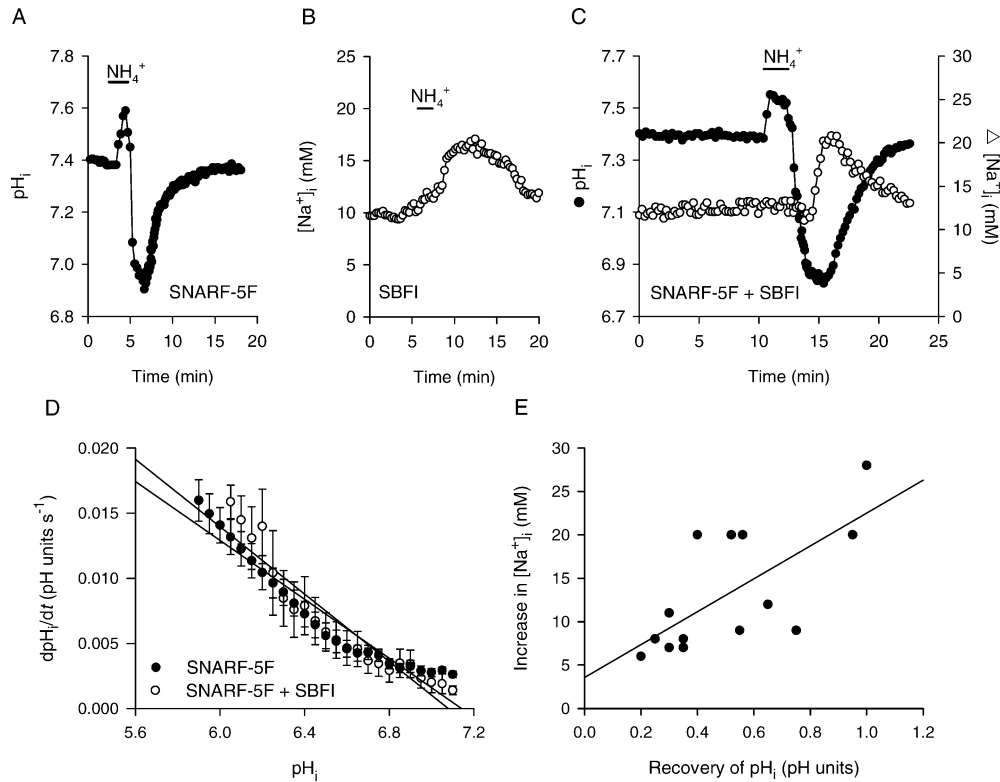 A
pHᵢ
7.8
7.6
7.4
7.2
7.0
6.8
NH₄⁺
SNARF-5F
0 5 10 15 20
Time (min)
B
[Na⁺]ᵢ (mM)
25
20
15
10
5
0
NH₄⁺
SBFI
0 5 10 15 20
Time (min)
C
● pHᵢ
7.7
7.5
7.3
7.1
6.9
6.7
NH₄⁺
SNARF-5F + SBFI
0 5 10 15 20 25
Time (min)
30
25
20
15
10
5
0
○ △ [Na⁺]ᵢ (mM)
D
dpHᵢ/dt (pH units s⁻¹)
0.020
0.015
0.010
0.005
0.000
SNARF-5F
SNARF-5F + SBFI
5.6 6.0 6.4 6.8 7.2
pHᵢ
E
Increase in [Na⁺]ᵢ (mM)
30
25
20
15
10
5
0
0.0 0.2 0.4 0.6 0.8 1.0 1.2
Recovery of pHᵢ (pH units)